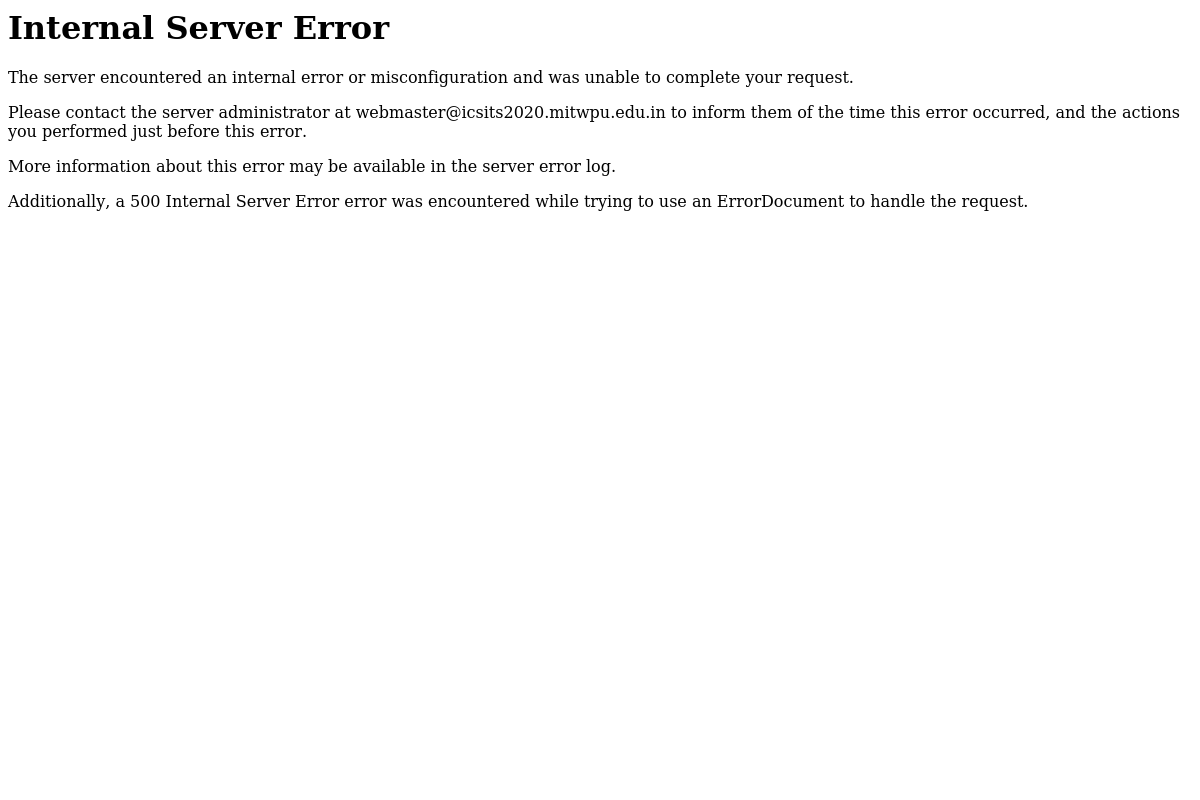 Internal Server Error
The server encountered an internal error or misconfiguration and was unable to complete your request.
Please contact the server administrator at webmaster@icsits2020.mitwpu.edu.in to inform them of the time this error occurred, and the actions
you performed just before this error.
More information about this error may be available in the server error log.
Additionally, a 500 Internal Server Error error was encountered while trying to use an ErrorDocument to handle the request.